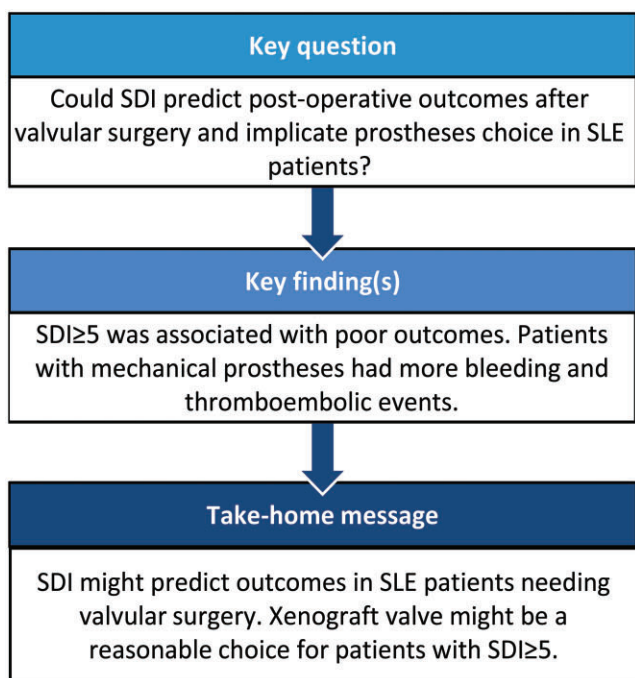 Key question
Could SDI predict post-operative outcomes after
valvular surgery and implicate prostheses choice in SLE
patients?
Key finding(s)
SDI≥5 was associated with poor outcomes. Patients
with mechanical prostheses had more bleeding and
thromboembolic events.
Take-home message
SDI might predict outcomes in SLE patients needing
valvular surgery. Xenograft valve might be a
reasonable choice for patients with SDI≥5.